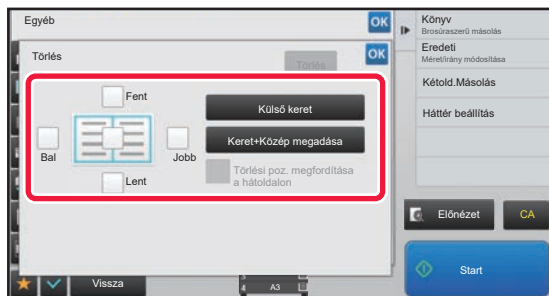 Egyéb
OK
Törlés
OK
Törlés
Fent
Bal
Jobb
Lent
Külső keret
Keret+Közép megadása
Törlési poz. megfordítása
a hátoldalon
Vissza
4 A3
Könyv
Brosúraszerű másolás
Eredeti
Méret/irány módosítása
Kétold.Másolás
Háttér beállítás
Előnézet
CA
Start